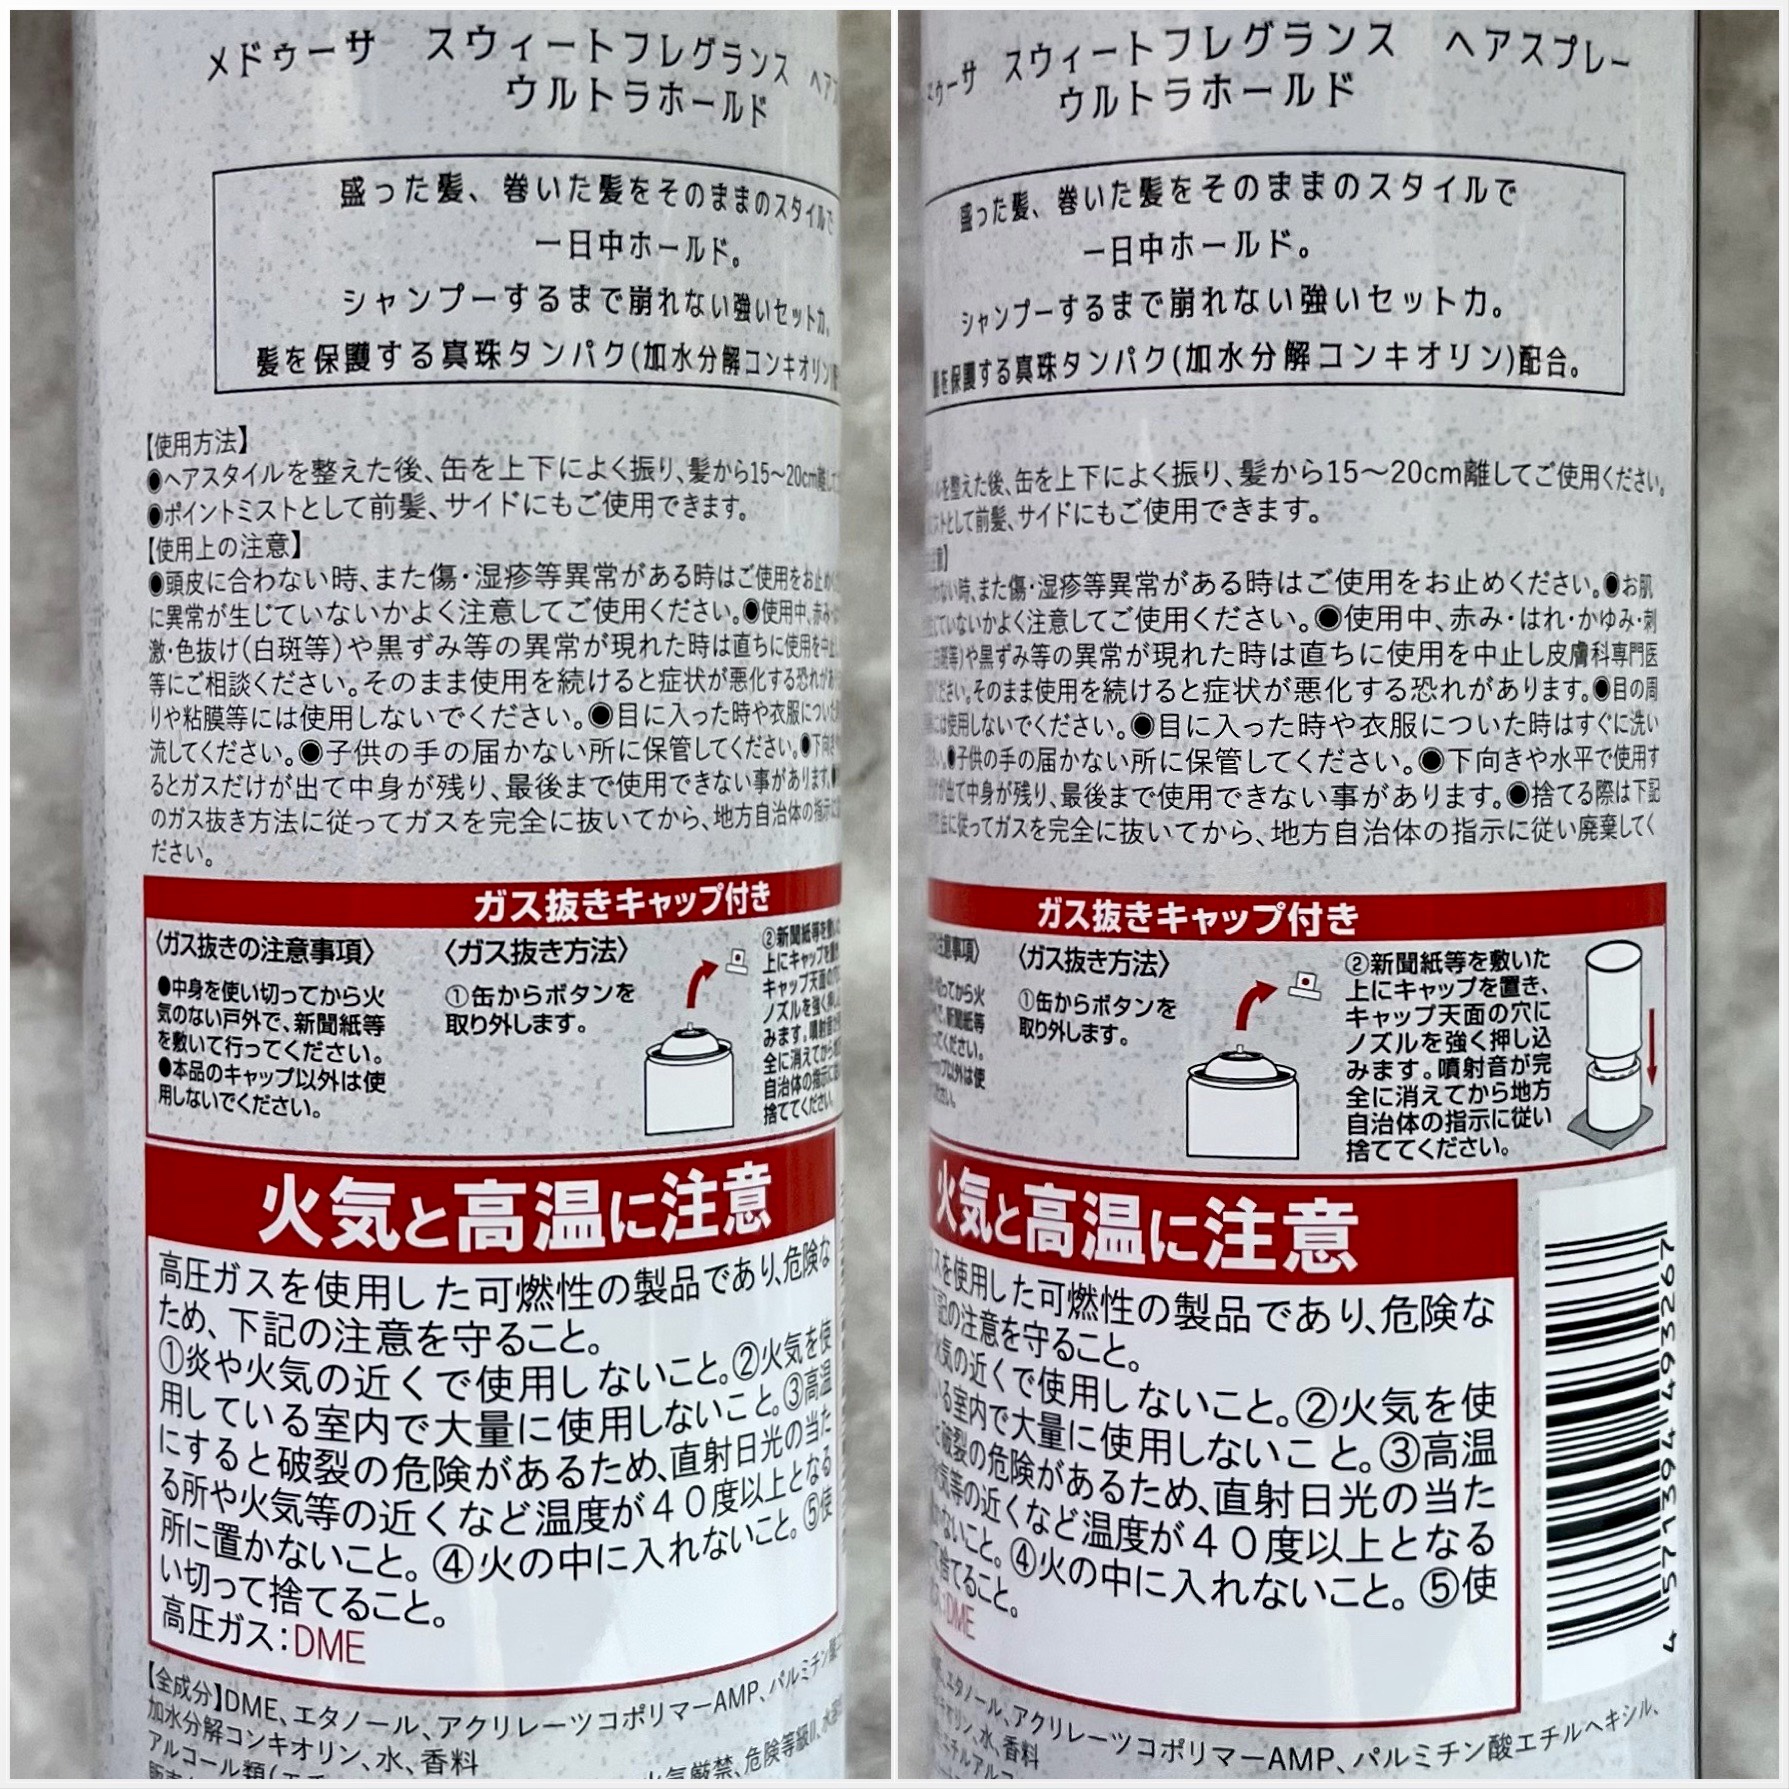 メドゥーサ スウィートフレグランス ヘアスプレー
ウルトラホールド
盛った髪、巻いた髪をそのままのスタイルで
一日中ホールド。
シャンプーするまで崩れない強いセット力。
髪を保護する真珠タンパク(加水分解コンキオリン)配合。
【使用方法】
●ヘアスタイルを整えた後、缶を上下によく振り、髪から15〜20cm離してご使用ください。
●ポイントミストとして前髪、サイドにもご使用できます。
【使用上の注意】
●頭皮に合わない時、また傷・湿疹等異常がある時はご使用をお止めください。●お肌
に異常が生じていないかよく注意してご使用ください。●使用中、赤み・はれ・かゆみ・刺
激・色抜け(白斑等)や黒ずみ等の異常が現れた時は直ちに使用を中止し皮膚科専門医
等にご相談ください。そのまま使用を続けると症状が悪化する恐れがあります。●目の周
りや粘膜等には使用しないでください。●目に入った時や衣服についた時はすぐに洗い
流してください。●子供の手の届かない所に保管してください。●下向きや水平で使用す
るとガスだけが出て中身が残り、最後まで使用できない事があります。●捨てる際は下記
のガス抜き方法に従ってガスを完全に抜いてから、地方自治体の指示に従い廃棄してく
ださい。
ガス抜きキャップ付き
〈ガス抜きの注意事項〉
●中身を使い切ってから火
気のない戸外で、新聞紙等
を敷いて行ってください。
●本品のキャップ以外は使
用しないでください。
〈ガス抜き方法〉
①缶からボタンを
取り外します。
②新聞紙等を敷いた
上にキャップを置き、
キャップ天面の穴に
ノズルを強く押し込
みます。噴射音が完
全に消えてから地方
自治体の指示に従い
捨ててください。
火気と高温に注意
高圧ガスを使用した可燃性の製品であり、危険な
ため、下記の注意を守ること。
①炎や火気の近くで使用しないこと。②火気を使
用している室内で大量に使用しないこと。③高温
にすると破裂の危険があるため、直射日光の当た
る所や火気等の近くなど温度が40度以上となる
所に置かないこと。④火の中に入れないこと。⑤使
い切って捨てること。
高圧ガス:DME
4571394493267
【全成分】DME、エタノール、アクリレーツコポリマーAMP、パルミチン酸エチルヘキシル、
加水分解コンキオリン、水、香料
アルコール類
火気厳禁、危険等級II、